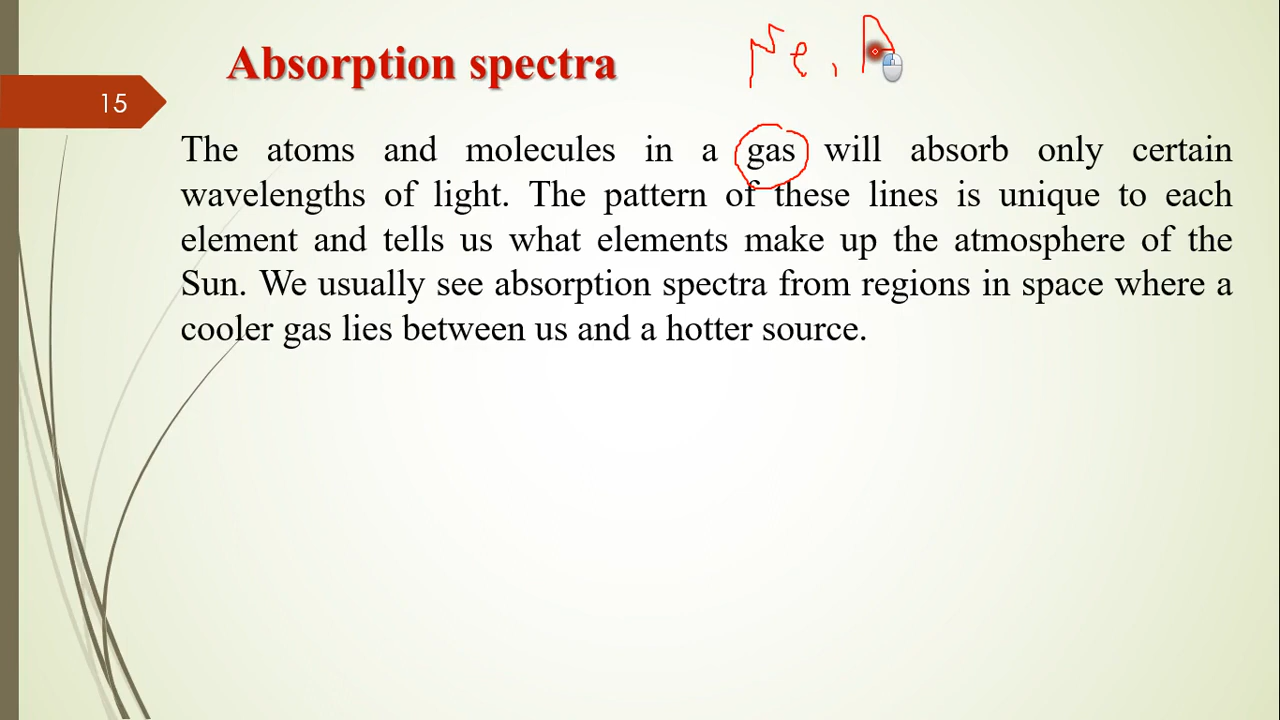 Absorption spectra
Ne,
15
The atoms and molecules in a gas will absorb only certain
wavelengths of light. The pattern of these lines is unique to each
element and tells us what elements make up the atmosphere of the
Sun. We usually see absorption spectra from regions in space where a
cooler gas lies between us and a hotter source.